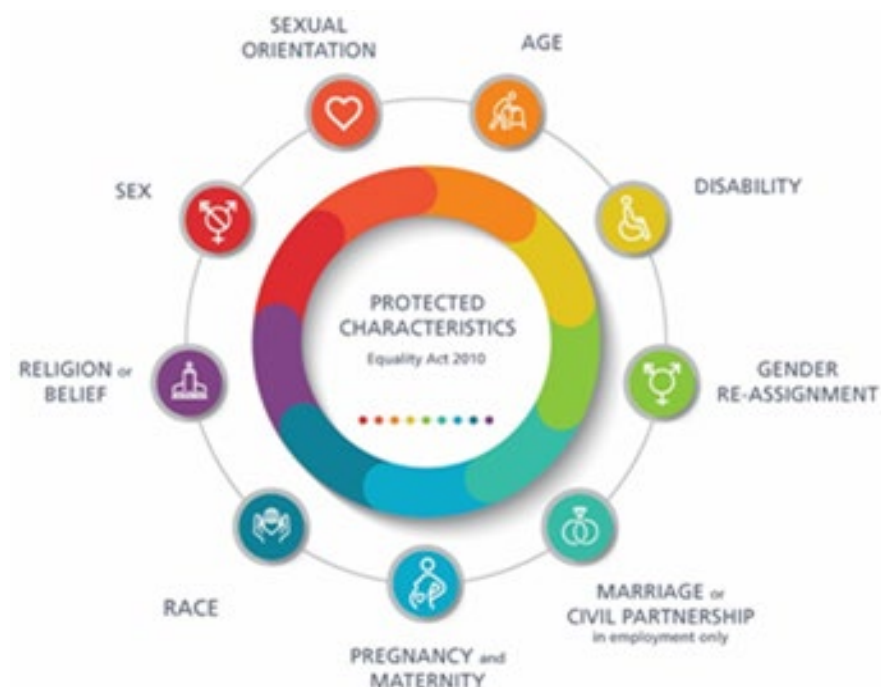 SEXUAL
ORIENTATION
AGE
SEX
DISABILITY
PROTECTED
CHARACTERISTICS
Equality Act 2010
RELIGION or
BELIEF
GENDER
RE-ASSIGNMENT
RACE
MARRIAGE or
CIVIL PARTNERSHIP
in employment only
PREGNANCY and
MATERNITY